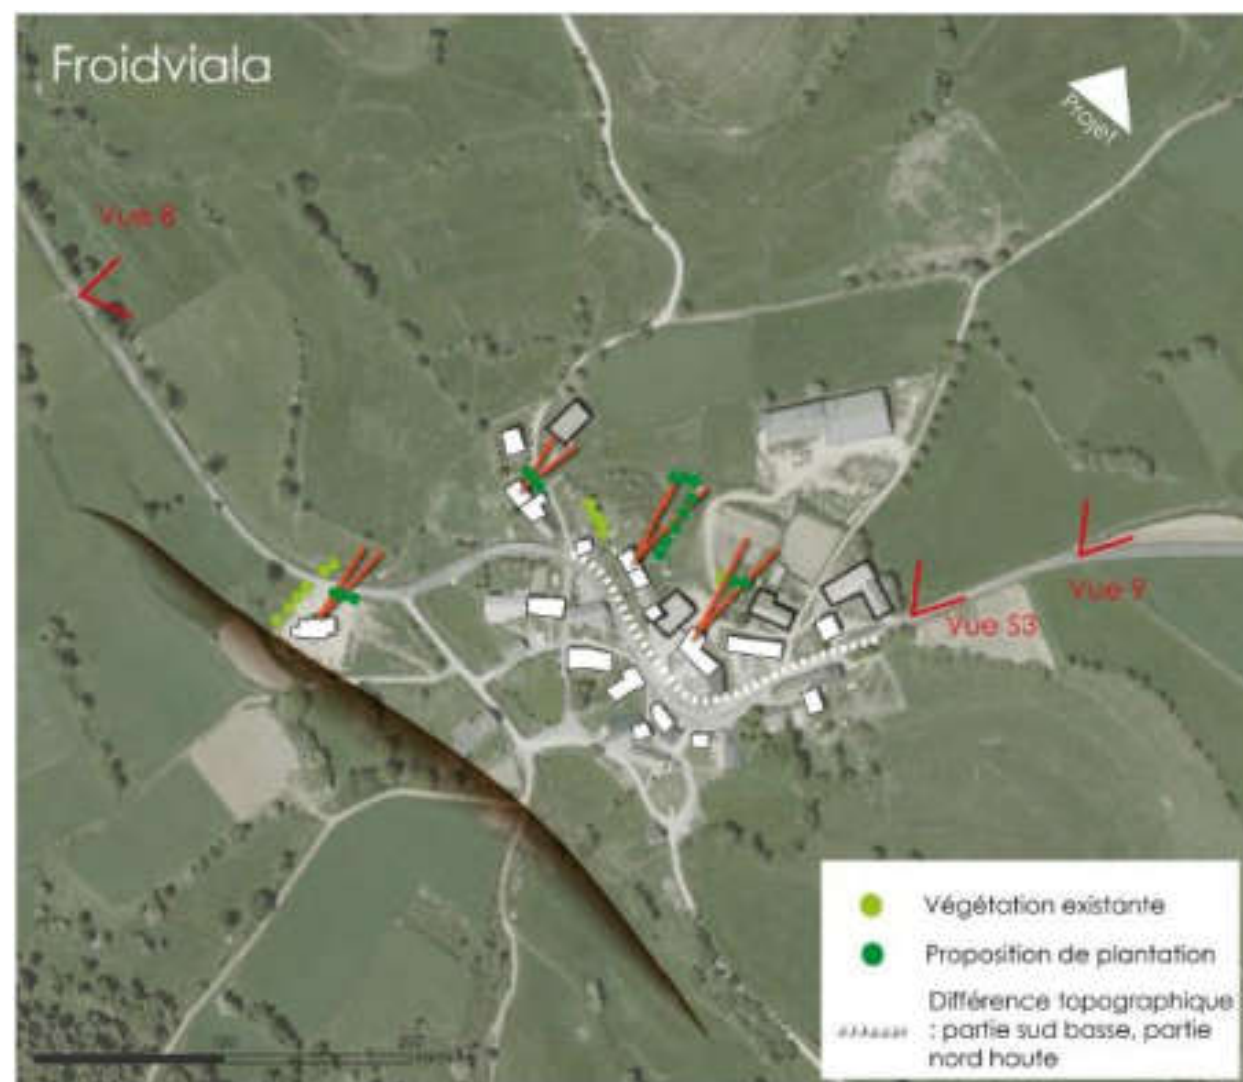 Froidviala
Projet
Vue 8
Vue 9
Vue 53
Végétation existante
Proposition de plantation
Différence topographique
: partie sud basse, partie
nord haute